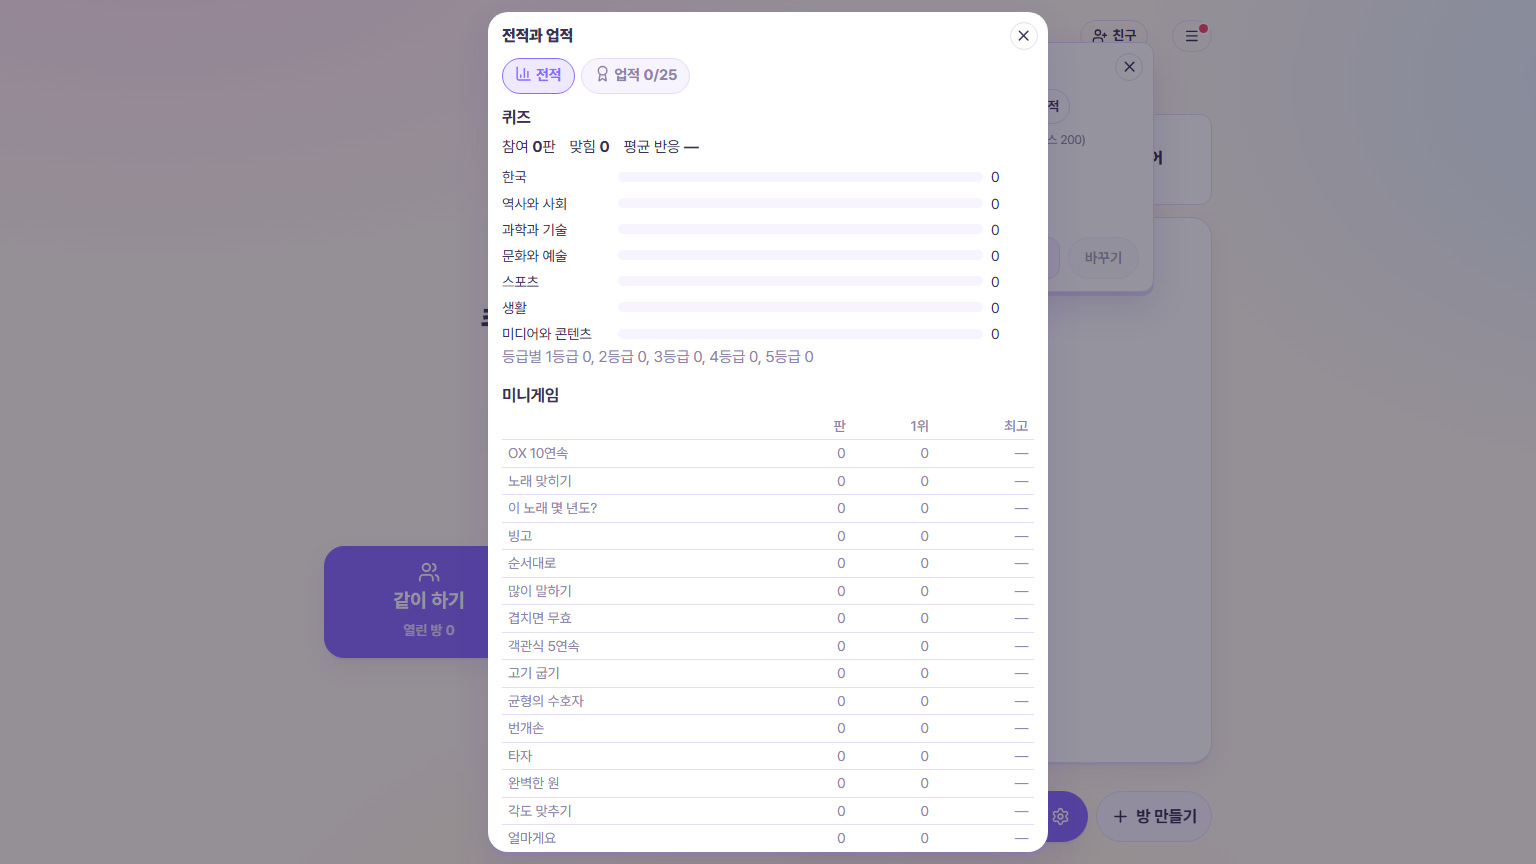 전적과 업적
친구
전적
업적 0/25
적
퀴즈
참여 0판 맞힘 0 평균 반응 —
스 200)
어
한국 0
역사와 사회 0
과학과 기술 0
문화와 예술 0
바꾸기
스포츠 0
생활 0
미디어와 콘텐츠 0
등급별 1등급 0, 2등급 0, 3등급 0, 4등급 0, 5등급 0
미니게임
판 1위 최고
OX 10연속 0 0 —
노래 맞히기 0 0 —
이 노래 몇 년도? 0 0 —
빙고 0 0 —
순서대로 0 0 —
많이 말하기 0 0 —
겹치면 무효 0 0 —
객관식 5연속 0 0 —
고기 굽기 0 0 —
균형의 수호자 0 0 —
번개손 0 0 —
타자 0 0 —
완벽한 원 0 0 —
각도 맞추기 0 0 —
얼마게요 0 0 —
같이 하기
열린 방 0
방 만들기